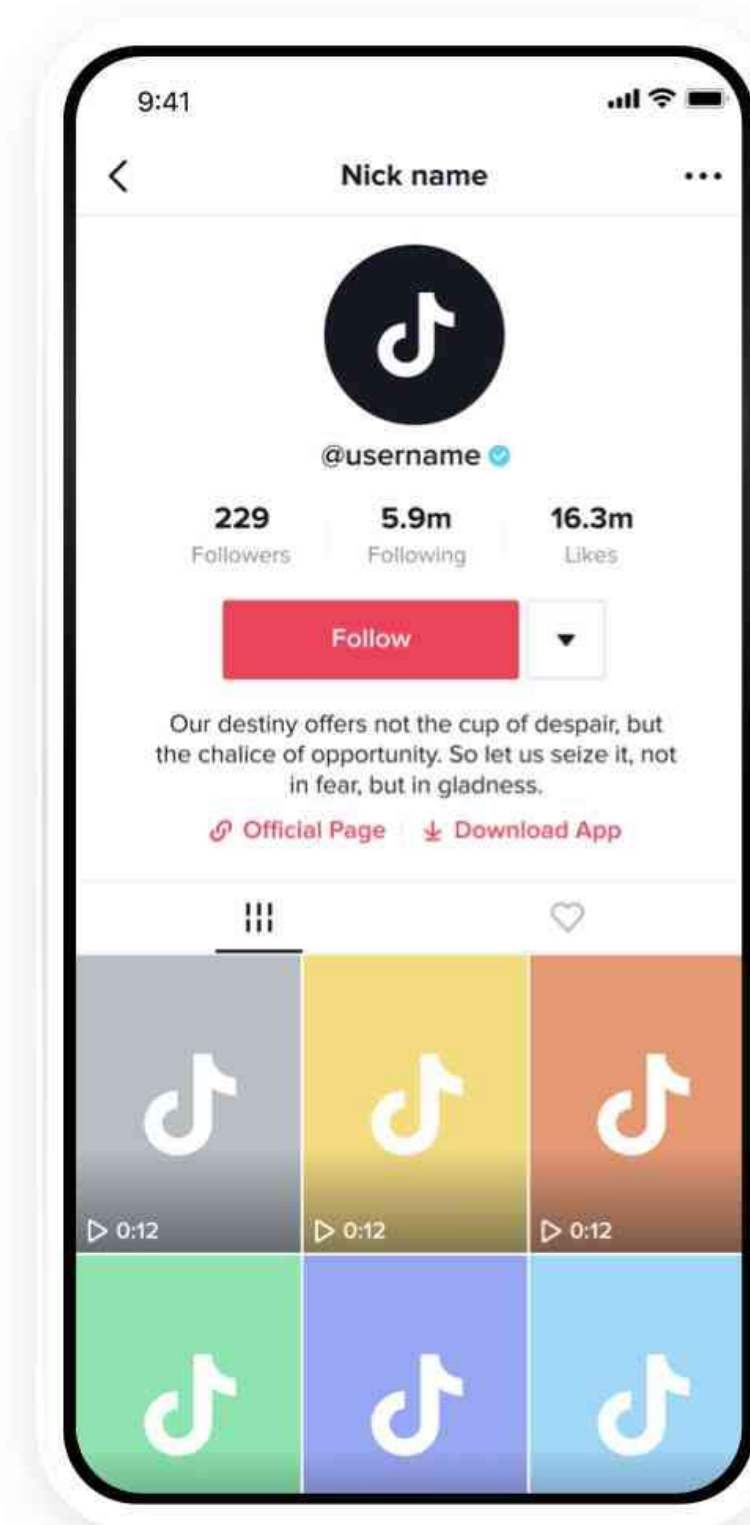 9:41
Nick name
@username
229 5.9m 16.3m
Followers Following Likes
Follow
Our destiny offers not the cup of despair, but
the chalice of opportunity. So let us seize it, not
in fear, but in gladness.
Official Page Download App
0:12 0:12 0:12